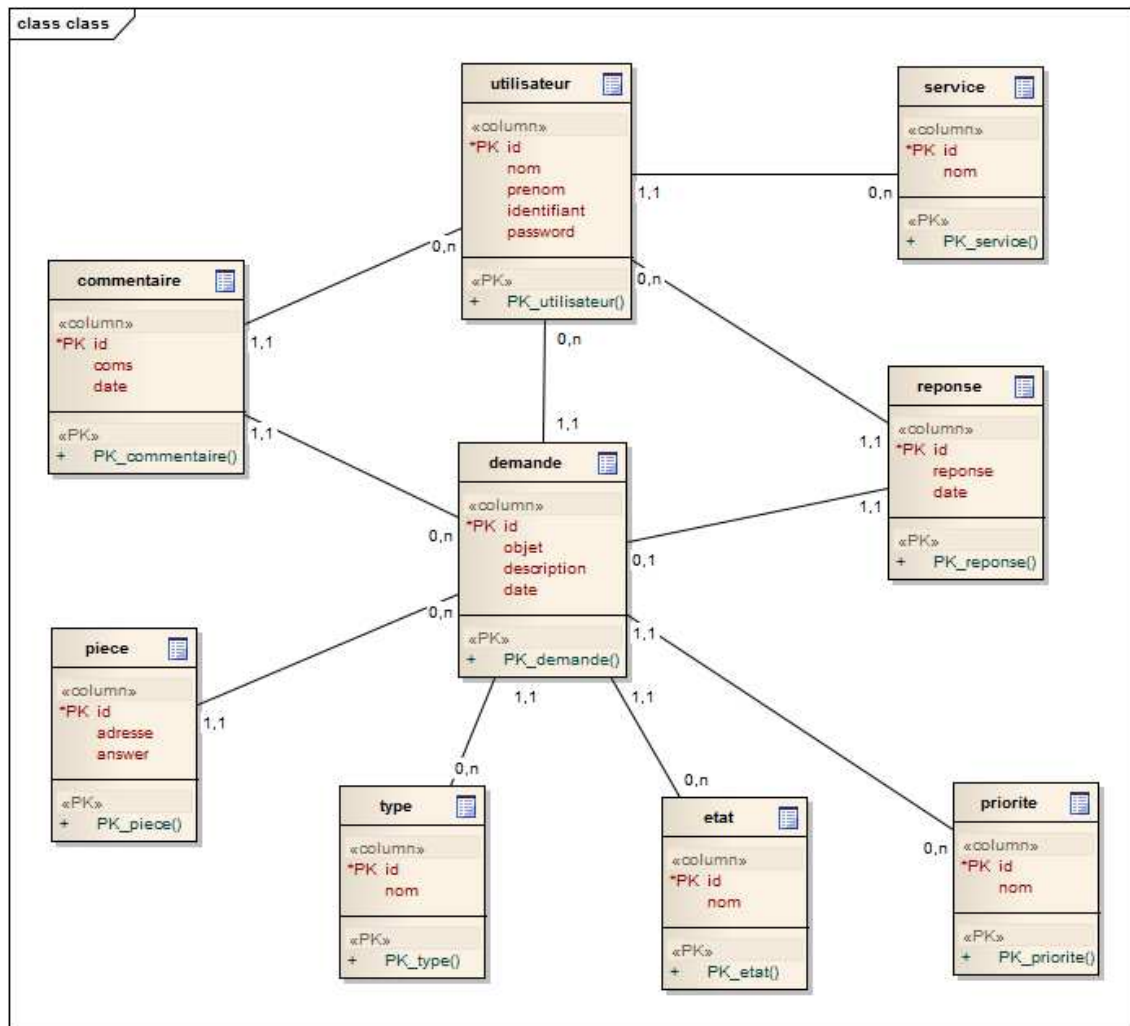 class class
utilisateur
«column»
*PK id
nom
prenom
identifiant
password
«PK»
+ PK_utilisateur()
service
«column»
*PK id
nom
«PK»
+ PK_service()
1,1
0,n
0,n
0,n
commentaire
«column»
*PK id
coms
date
«PK»
+ PK_commentaire()
1,1
1,1
0,n
1,1
reponse
«column»
*PK id
reponse
date
«PK»
+ PK_reponse()
1,1
1,1
demande
«column»
*PK id
objet
description
date
«PK»
+ PK_demande()
0,n
0,1
0,n
1,1
1,1
1,1
piece
«column»
*PK id
adresse
answer
«PK»
+ PK_piece()
1,1
0,n
0,n
0,n
type
«column»
*PK id
nom
«PK»
+ PK_type()
etat
«column»
*PK id
nom
«PK»
+ PK_etat()
priorite
«column»
*PK id
nom
«PK»
+ PK_priorite()